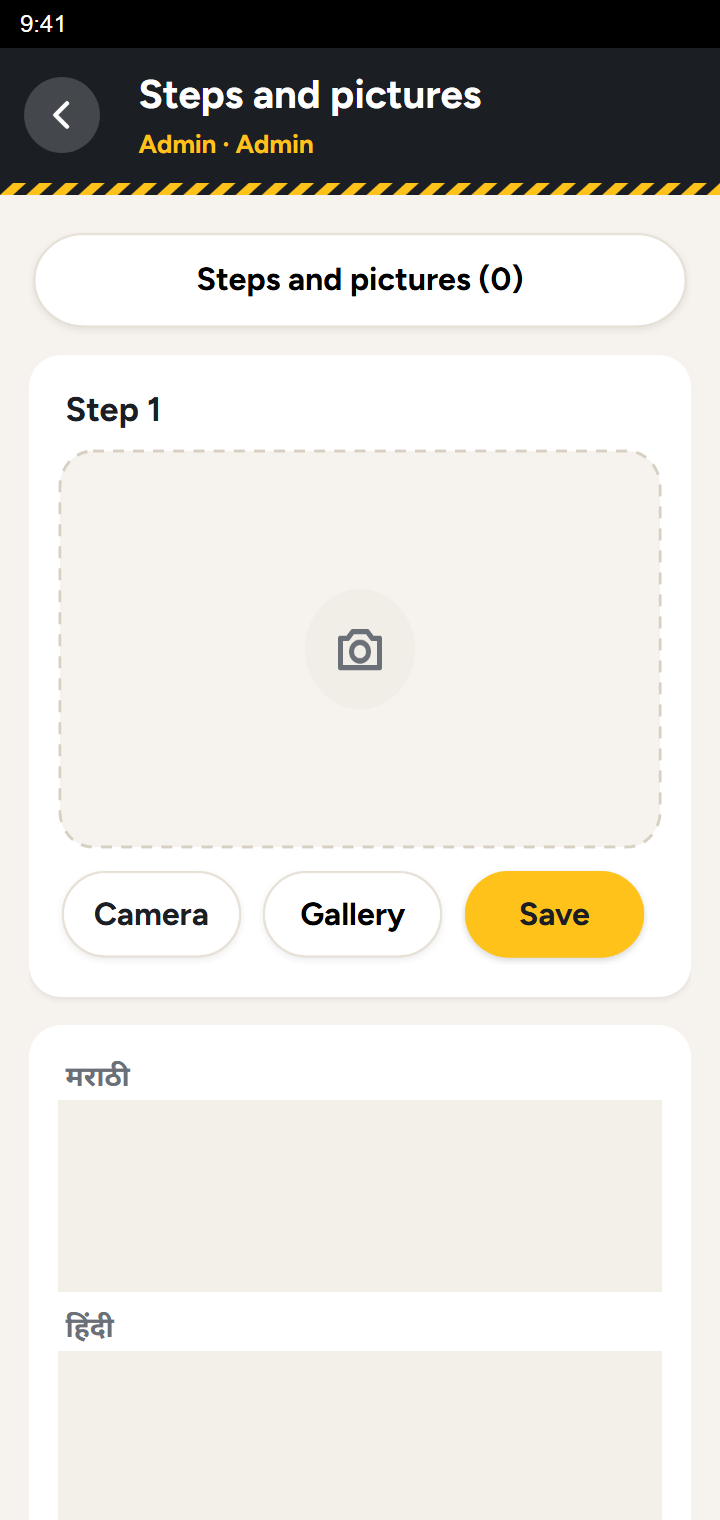 9:41
Steps and pictures
Admin · Admin
Steps and pictures (0)
Step 1
Camera
Gallery
Save
मराठी
हिंदी